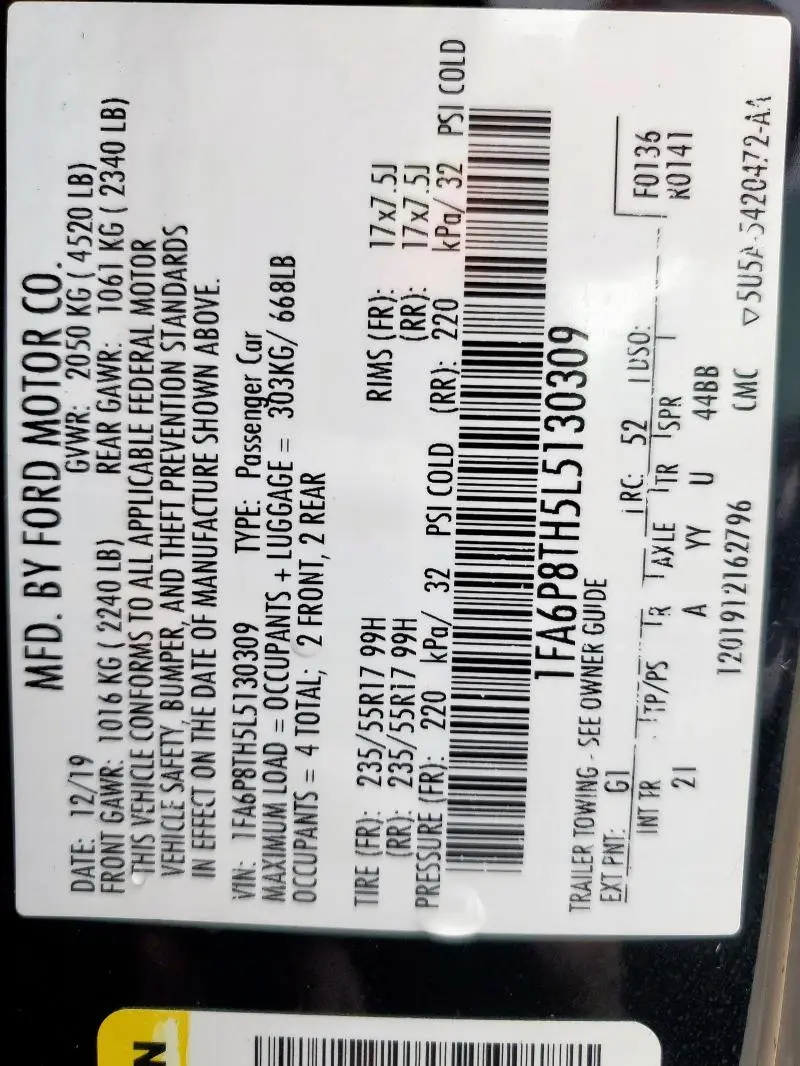 MFD. BY FORD MOTOR CO.
DATE: 12/19 GVWR: 2050 KG ( 4520 LB)
FRONT GAWR: 1016 KG ( 2240 LB) REAR GAWR: 1061 KG ( 2340 LB)
THIS VEHICLE CONFORMS TO ALL APPLICABLE FEDERAL MOTOR
VEHICLE SAFETY, BUMPER, AND THEFT PREVENTION STANDARDS
IN EFFECT ON THE DATE OF MANUFACTURE SHOWN ABOVE.
VIN: 1FA6P8TH5L5130309 TYPE: Passenger Car
MAXIMUM LOAD = OCCUPANTS + LUGGAGE = 303KG/ 668LB
OCCUPANTS = 4 TOTAL; 2 FRONT, 2 REAR
TIRE (FR): 235/55R17 99H RIMS (FR): 17x7.5J
(RR): 235/55R17 99H (RR): 17x7.5J
PRESSURE (FR): 220 kPa/ 32 PSI COLD (RR): 220 kPa/ 32 PSI COLD
1FA6P8TH5L5130309
TRAILER TOWING - SEE OWNER GUIDE
EXT PNT: G1 RC: 52 DSO: F0136
INT TR TP/PS R AXLE TR SPR K0141
21 A YY U 44BB
1201912162796 CMC ▽5U5A-5420472-AA
N